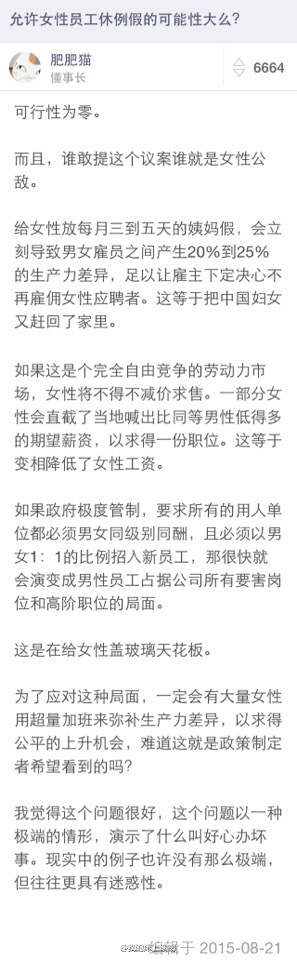 允许女性员工休例假的可能性大么?
肥肥猫
懂事长
6664
可行性为零。
而且，谁敢提这个议案谁就是女性公
敌。
给女性放每月三到五天的姨妈假，会立
刻导致男女雇员之间产生20%到25%
的生产力差异，足以让雇主下定决心不
再雇佣女性应聘者。这等于把中国妇女
又赶回了家里。
如果这是个完全自由竞争的劳动力市
场，女性将不得不减价求售。一部分女
性会直截了当地喊出比同等男性低得多
的期望薪资，以求得一份职位。这等于
变相降低了女性工资。
如果政府极度管制，要求所有的用人单
位都必须男女同级别同酬，且必须以男
女1：1的比例招入新员工，那很快就
会演变成男性员工占据公司所有要害岗
位和高阶职位的局面。
这是在给女性盖玻璃天花板。
为了应对这种局面，一定会有大量女性
用超量加班来弥补生产力差异，以求得
公平的上升机会，难道这就是政策制定
者希望看到的吗?
我觉得这个问题很好，这个问题以一种
极端的情形，演示了什么叫好心办坏
事。现实中的例子也许没有那么极端，
但往往更具有迷惑性。
编辑于 2015-08-21